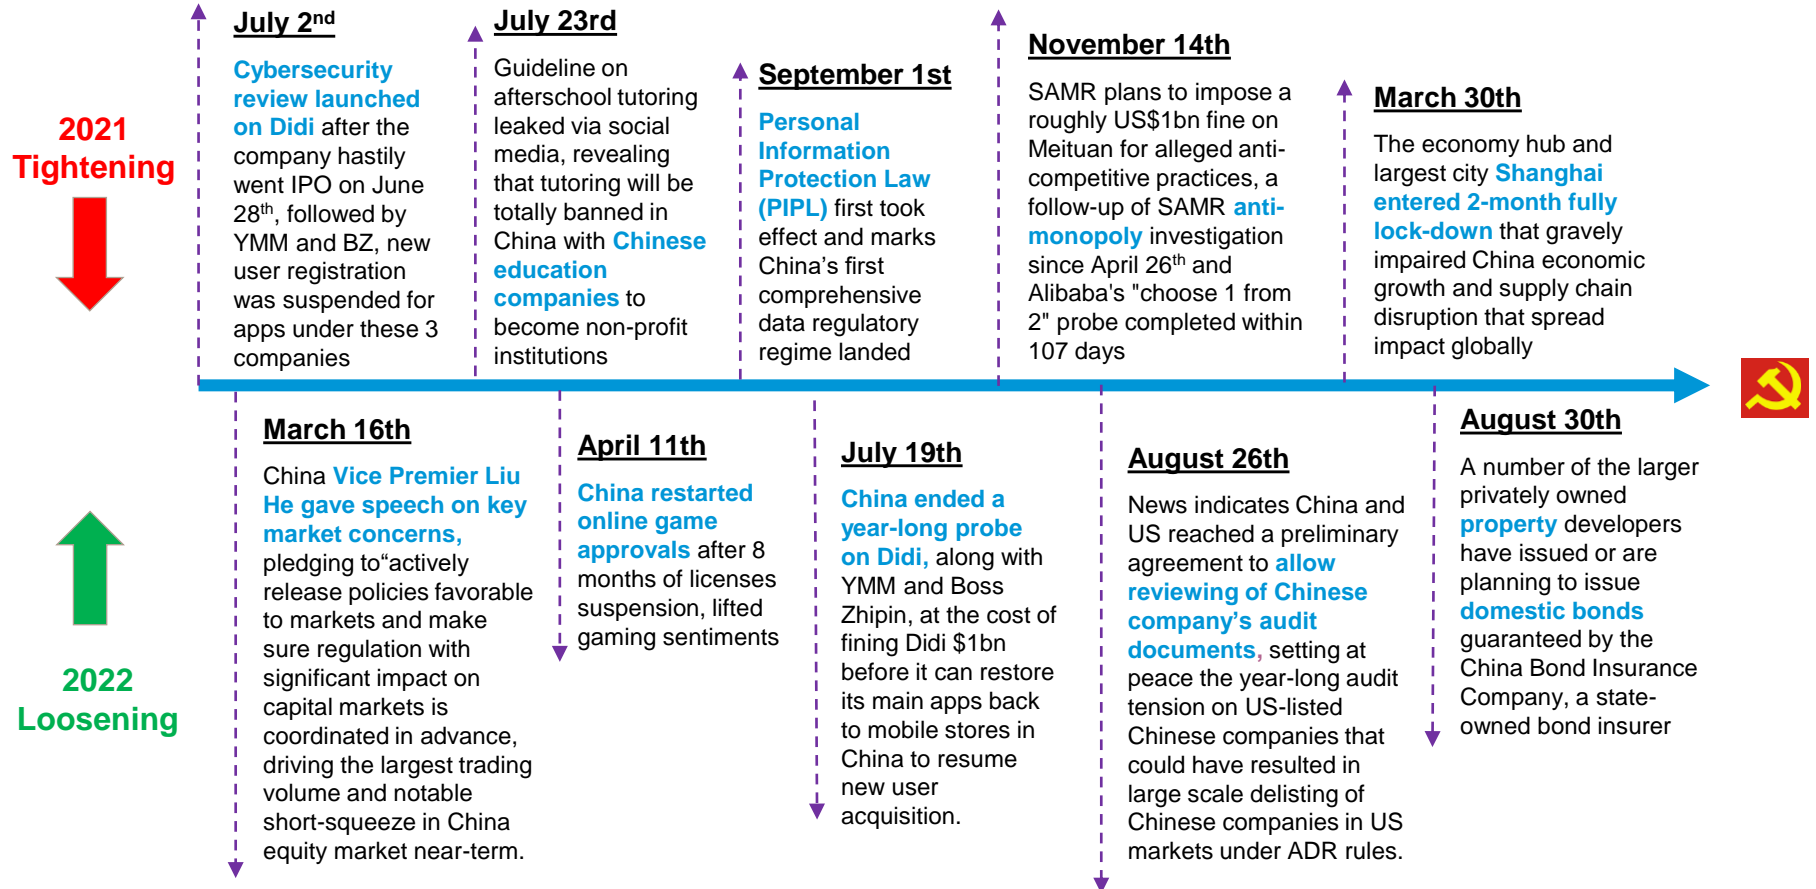 2021
Tightening
July 2nd
Cybersecurity
review launched
on Didi after the
company hastily
went IPO on June
28th, followed by
YMM and BZ, new
user registration
was suspended for
apps under these 3
companies
July 23rd
Guideline on
afterschool tutoring
leaked via social
media, revealing
that tutoring will be
totally banned in
China with Chinese
education
companies to
become non-profit
institutions
September 1st
Personal
Information
Protection Law
(PIPL) first took
effect and marks
China's first
comprehensive
data regulatory
regime landed
November 14th
SAMR plans to impose a
roughly US$1bn fine on
Meituan for alleged anti-
competitive practices, a
follow-up of SAMR anti-
monopoly investigation
since April 26th and
Alibaba's "choose 1 from
2" probe completed within
107 days
March 30th
The economy hub and
largest city Shanghai
entered 2-month fully
lock-down that gravely
impaired China economic
growth and supply chain
disruption that spread
impact globally
2022
Loosening
March 16th
China Vice Premier Liu
He gave speech on key
market concerns,
pledging to“actively
release policies favorable
to markets and make
sure regulation with
significant impact on
capital markets is
coordinated in advance,
driving the largest trading
volume and notable
short-squeeze in China
equity market near-term.
April 11th
China restarted
online game
approvals after 8
months of licenses
suspension, lifted
gaming sentiments
July 19th
China ended a
year-long probe
on Didi, along with
YMM and Boss
Zhipin, at the cost of
fining Didi $1bn
before it can restore
its main apps back
to mobile stores in
China to resume
new user
acquisition.
August 26th
News indicates China and
US reached a preliminary
agreement to allow
reviewing of Chinese
company's audit
documents, setting at
peace the year-long audit
tension on US-listed
Chinese companies that
could have resulted in
large scale delisting of
Chinese companies in US
markets under ADR rules.
August 30th
A number of the larger
privately owned
property developers
have issued or are
planning to issue
domestic bonds
guaranteed by the
China Bond Insurance
Company, a state-
owned bond insurer